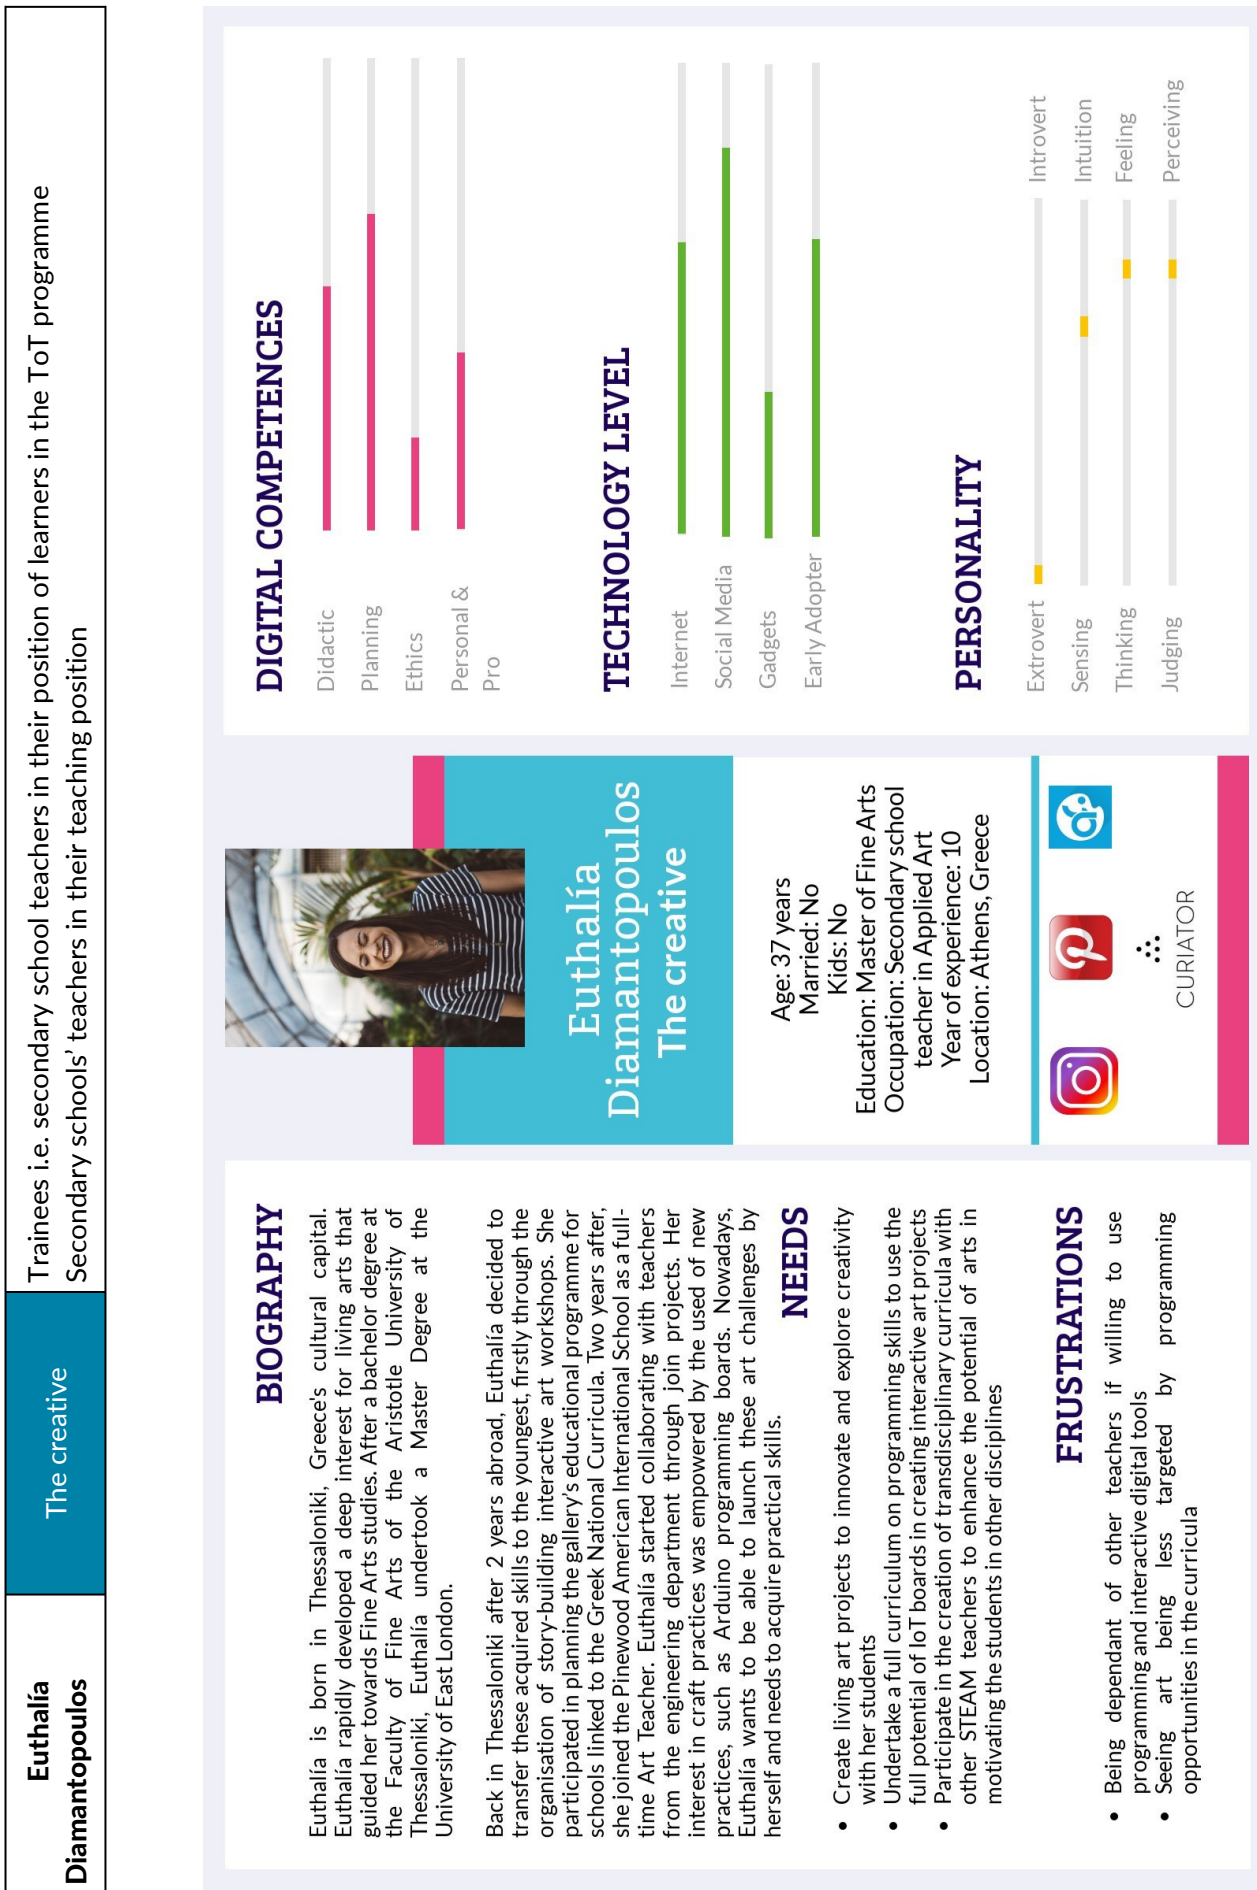 Euthalía
Diamantopoulos
The creative
Trainees i.e. secondary school teachers in their position of learners in the ToT programme
Secondary schools' teachers in their teaching position
BIOGRAPHY
Euthalía is born in Thessaloniki, Greece's cultural capital.
Euthalía rapidly developed a deep interest for living arts that
guided her towards Fine Arts studies. After a bachelor degree at
the Faculty of Fine Arts of the Aristotle University of
Thessaloniki, Euthalía undertook a Master Degree at the
University of East London.
Back in Thessaloniki after 2 years abroad, Euthalía decided to
transfer these acquired skills to the youngest, firstly through the
organisation of story-building interactive art workshops. She
participated in planning the gallery's educational programme for
schools linked to the Greek National Curricula. Two years after,
she joined the Pinewood American International School as a full-
time Art Teacher. Euthalía started collaborating with teachers
from the engineering department through join projects. Her
interest in craft practices was empowered by the used of new
practices, such as Arduino programming boards. Nowadays,
Euthalía wants to be able to launch these art challenges by
herself and needs to acquire practical skills.
NEEDS
• Create living art projects to innovate and explore creativity
with her students
• Undertake a full curriculum on programming skills to use the
full potential of IoT boards in creating interactive art projects
• Participate in the creation of transdisciplinary curricula with
other STEAM teachers to enhance the potential of arts in
motivating the students in other disciplines
FRUSTRATIONS
• Being dependant of other teachers if willing to use
programming and interactive digital tools
• Seeing art being less targeted by programming
opportunities in the curricula
Euthalía
Diamantopoulos
The creative
Age: 37 years
Married: No
Kids: No
Education: Master of Fine Arts
Occupation: Secondary school
teacher in Applied Art
Year of experience: 10
Location: Athens, Greece
CURIATOR
DIGITAL COMPETENCES
Didactic
Planning
Ethics
Personal &
Pro
TECHNOLOGY LEVEL
Internet
Social Media
Gadgets
Early Adopter
PERSONALITY
Extrovert Introvert
Sensing Intuition
Thinking Feeling
Judging Perceiving